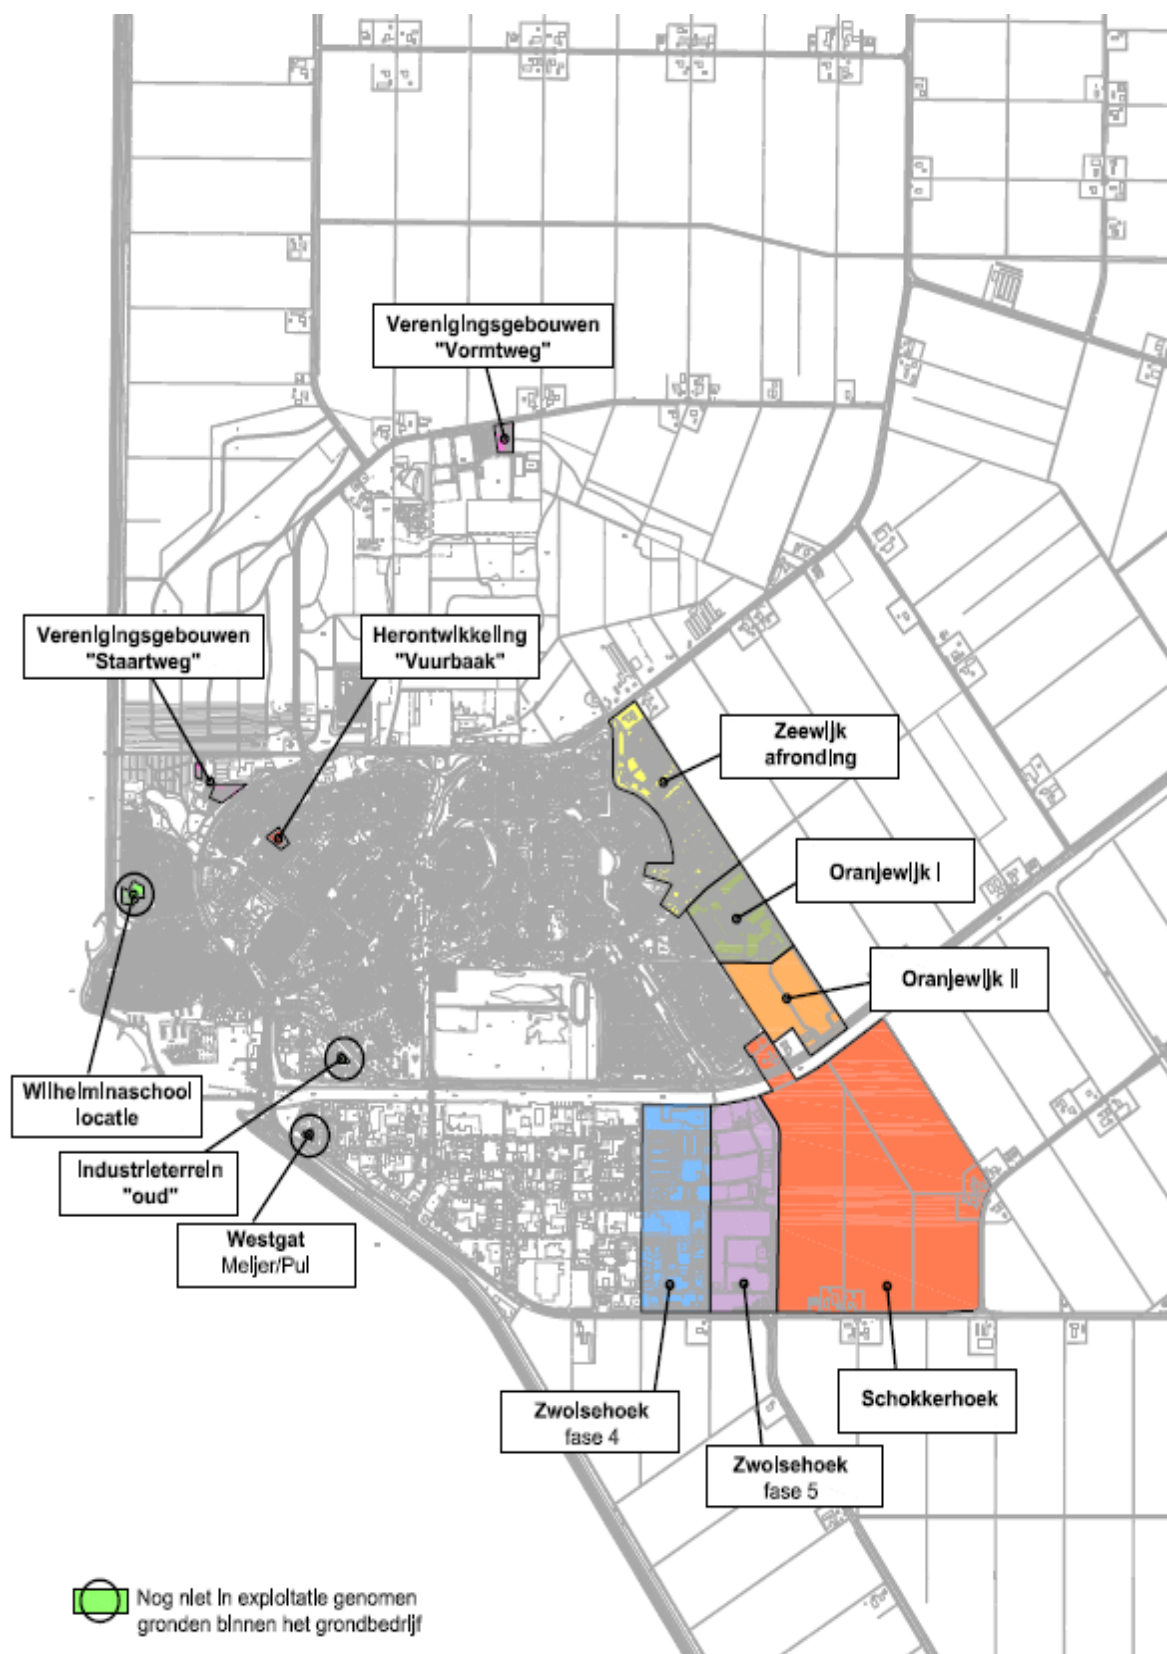 Verenigingsgebouwen
"Vormtweg"
Verenigingsgebouwen
"Staartweg"
Herontwikkeling
"Vuurbaak"
Zeewijk
afronding
Oranjewijk I
Oranjewijk II
Wilhelminaschool
locatie
Industrieterrein
"oud"
Westgat
Meijer/Pul
Zwolsehoek
fase 4
Zwolsehoek
fase 5
Schokkerhoek
Nog niet in exploitatie genomen
gronden binnen het grondbedrijf